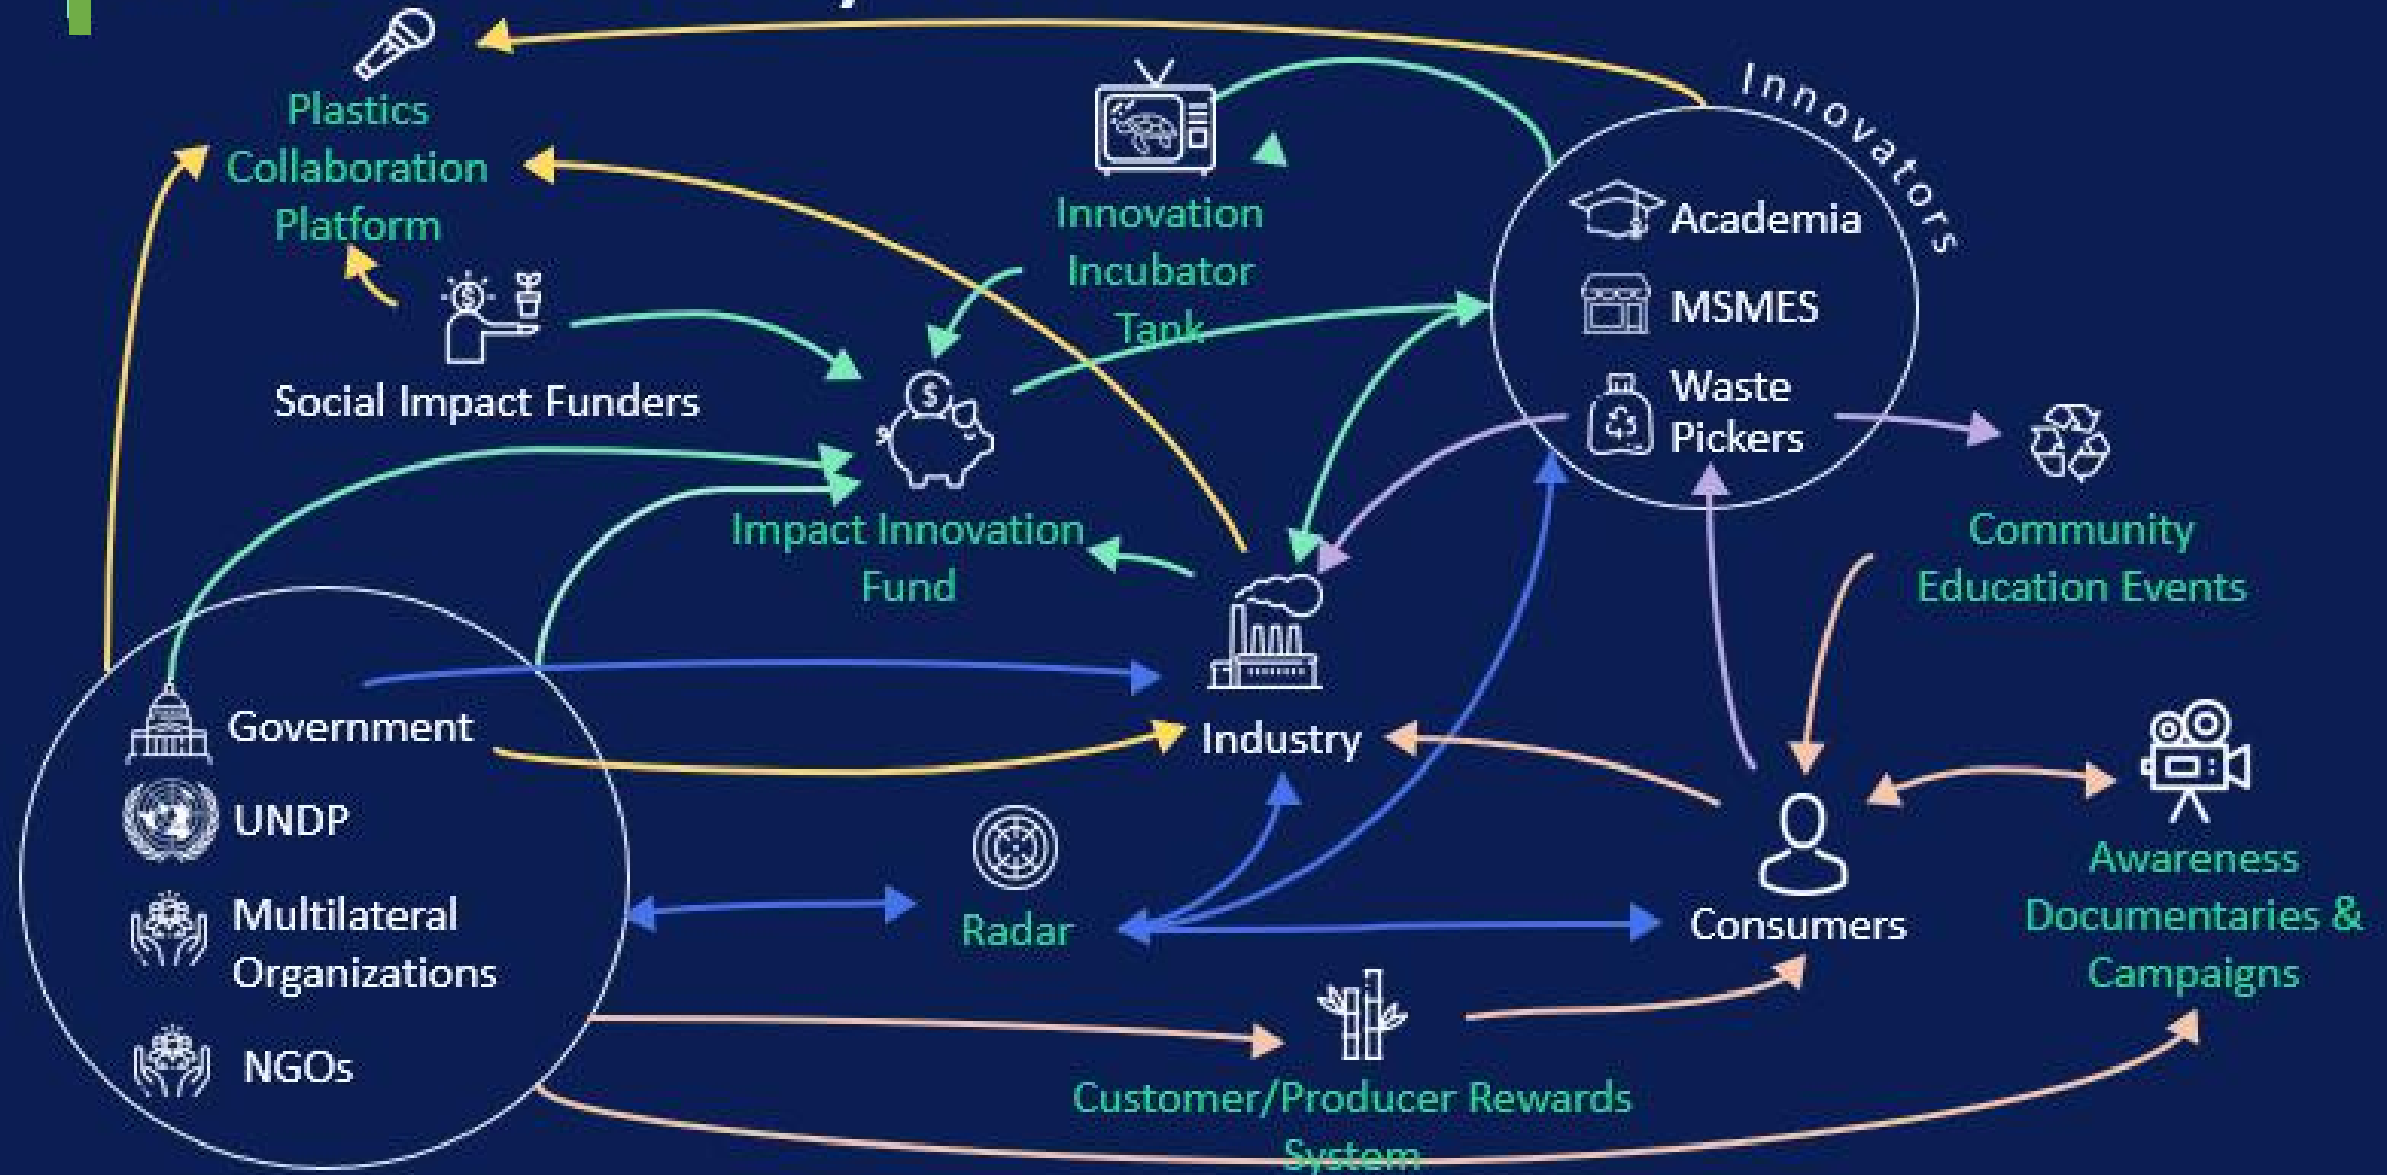 Innovators
Plastics
Collaboration
Platform
Innovation
Incubator
Tank
Academia
MSMES
Waste
Pickers
Social Impact Funders
$
$
Impact Innovation
Fund
Community
Education Events
Government
Industry
UNDP
Multilateral
Organizations
NGOs
Radar
Consumers
Awareness
Documentaries &
Campaigns
Customer/Producer Rewards
System